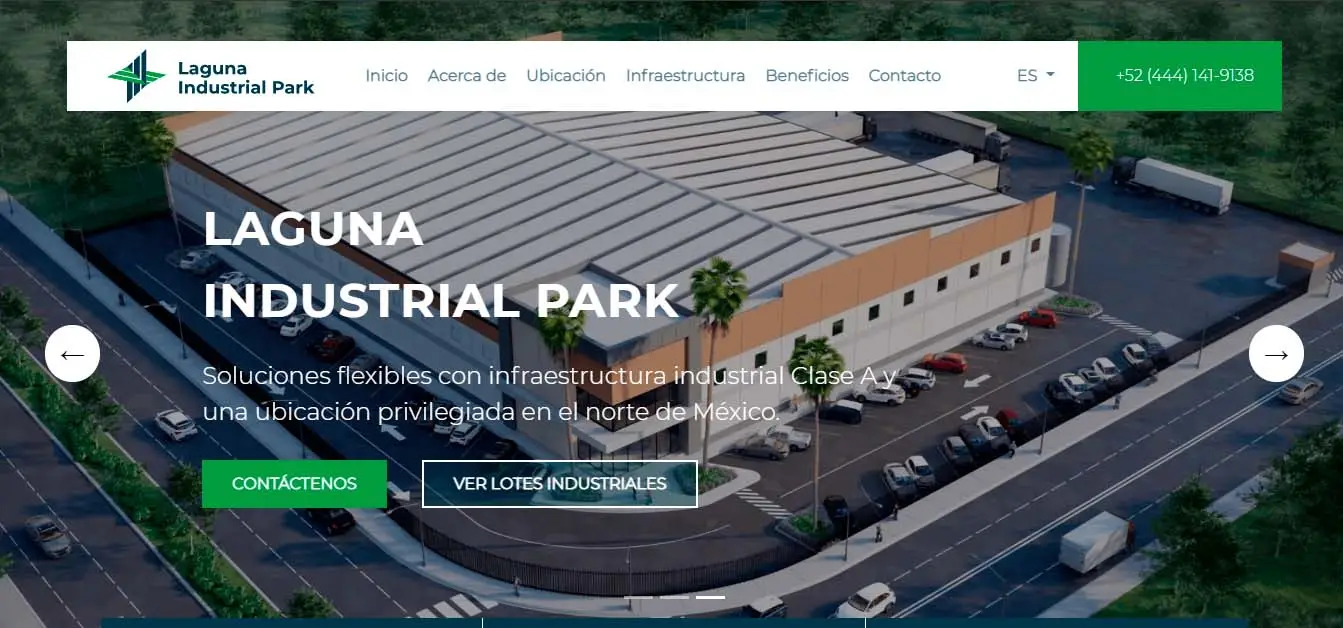 Laguna
Industrial Park
Inicio Acerca de Ubicación Infraestructura Beneficios Contacto ES +52 (444) 141-9138
LAGUNA
INDUSTRIAL PARK
Soluciones flexibles con infraestructura industrial Clase A y
una ubicación privilegiada en el norte de México.
CONTÁCTENOS VER LOTES INDUSTRIALES